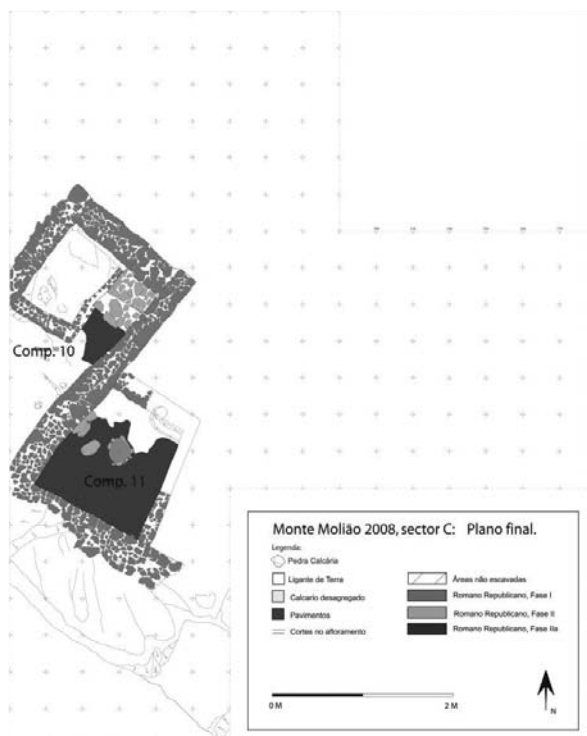 Comp. 10
Comp. 11
Monte Molião 2008, sector C: Plano final.
Legenda:
Pedra Calcária
Ligante de Terra
Calcario desagregado
Pavimentos
Cortes no afloramento
Áreas não escavadas
Romano Republicano, Fase I
Romano Republicano, Fase II
Romano Republicano, Fase IIa
0 M 2 M
N